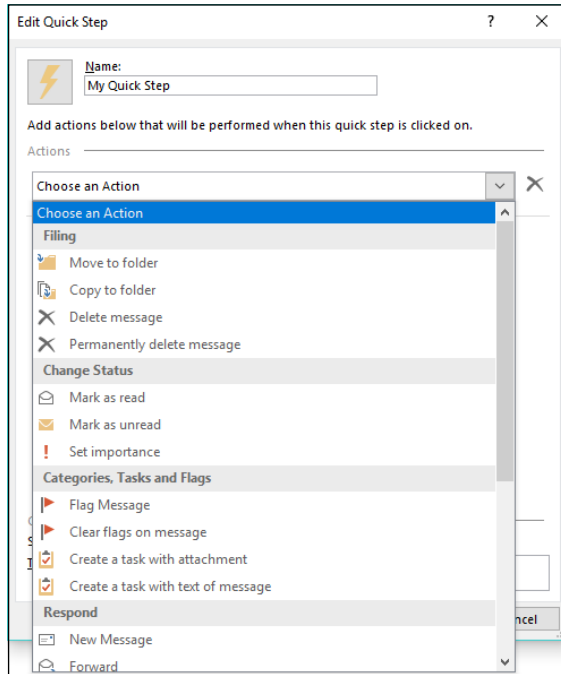 Edit Quick Step
?
Name:
My Quick Step
Add actions below that will be performed when this quick step is clicked on.
Actions
Choose an Action
Choose an Action
Filing
Move to folder
Copy to folder
Delete message
Permanently delete message
Change Status
Mark as read
Mark as unread
Set importance
Categories, Tasks and Flags
Flag Message
Clear flags on message
Create a task with attachment
Create a task with text of message
Respond
New Message
ncel
Forward